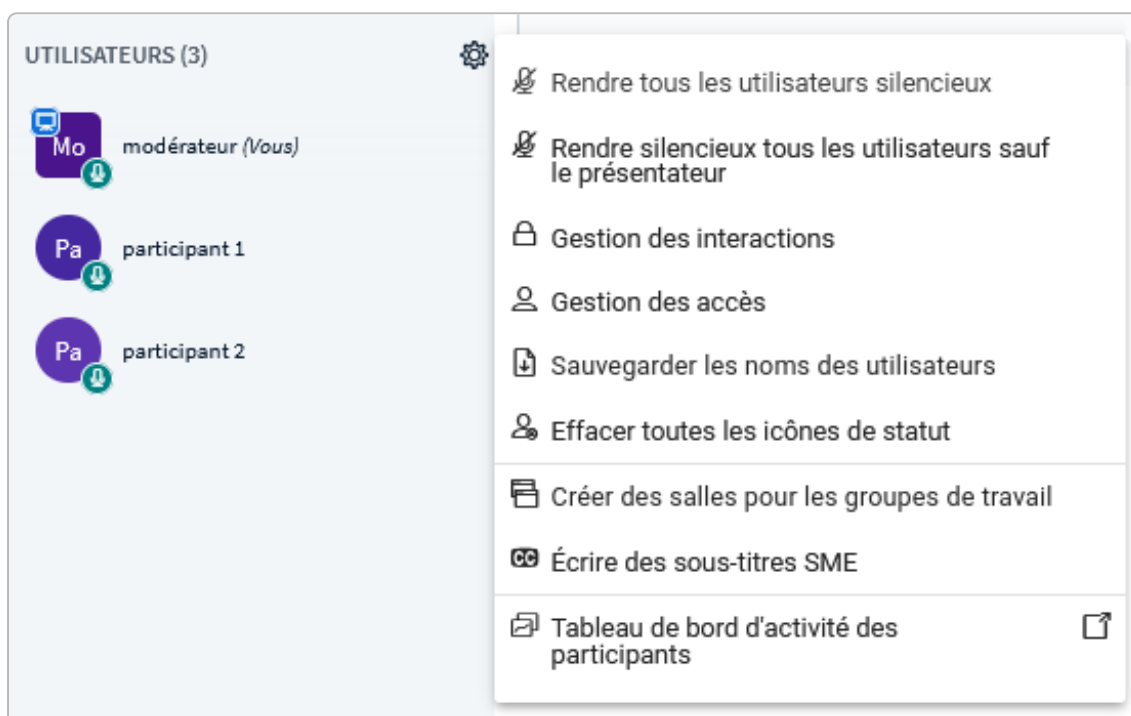 UTILISATEURS (3)
Mo
modérateur (Vous)
Pa
participant 1
Pa
participant 2
Rendre tous les utilisateurs silencieux
Rendre silencieux tous les utilisateurs sauf
le présentateur
Gestion des interactions
Gestion des accès
Sauvegarder les noms des utilisateurs
Effacer toutes les icônes de statut
Créer des salles pour les groupes de travail
CC Écrire des sous-titres SME
Tableau de bord d'activité des
participants